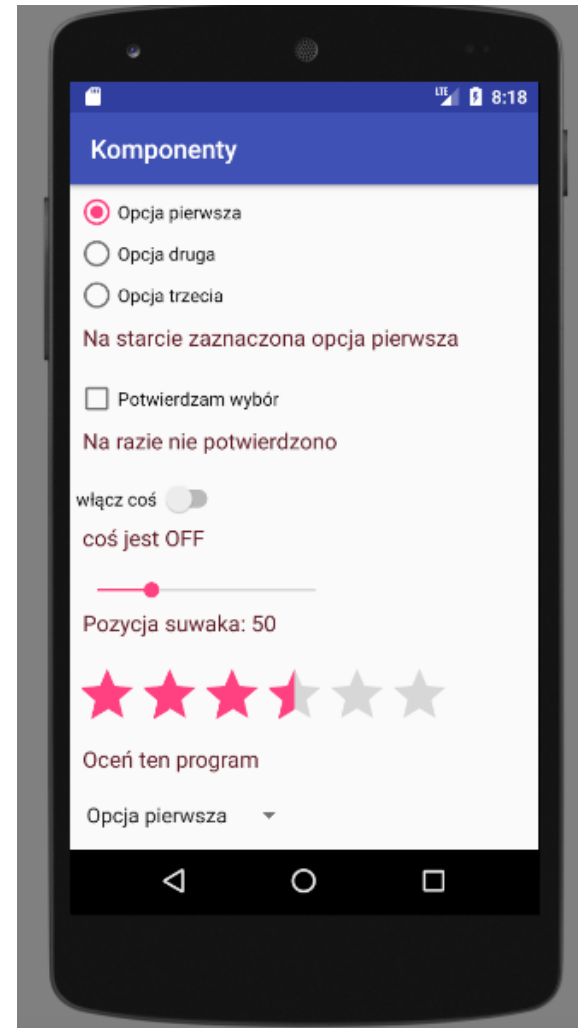 LTE 8:18
Komponenty
Opcja pierwsza
Opcja druga
Opcja trzecia
Na starcie zaznaczona opcja pierwsza
Potwierdzam wybór
Na razie nie potwierdzono
włącz coś
coś jest OFF
Pozycja suwaka: 50
Oceń ten program
Opcja pierwsza